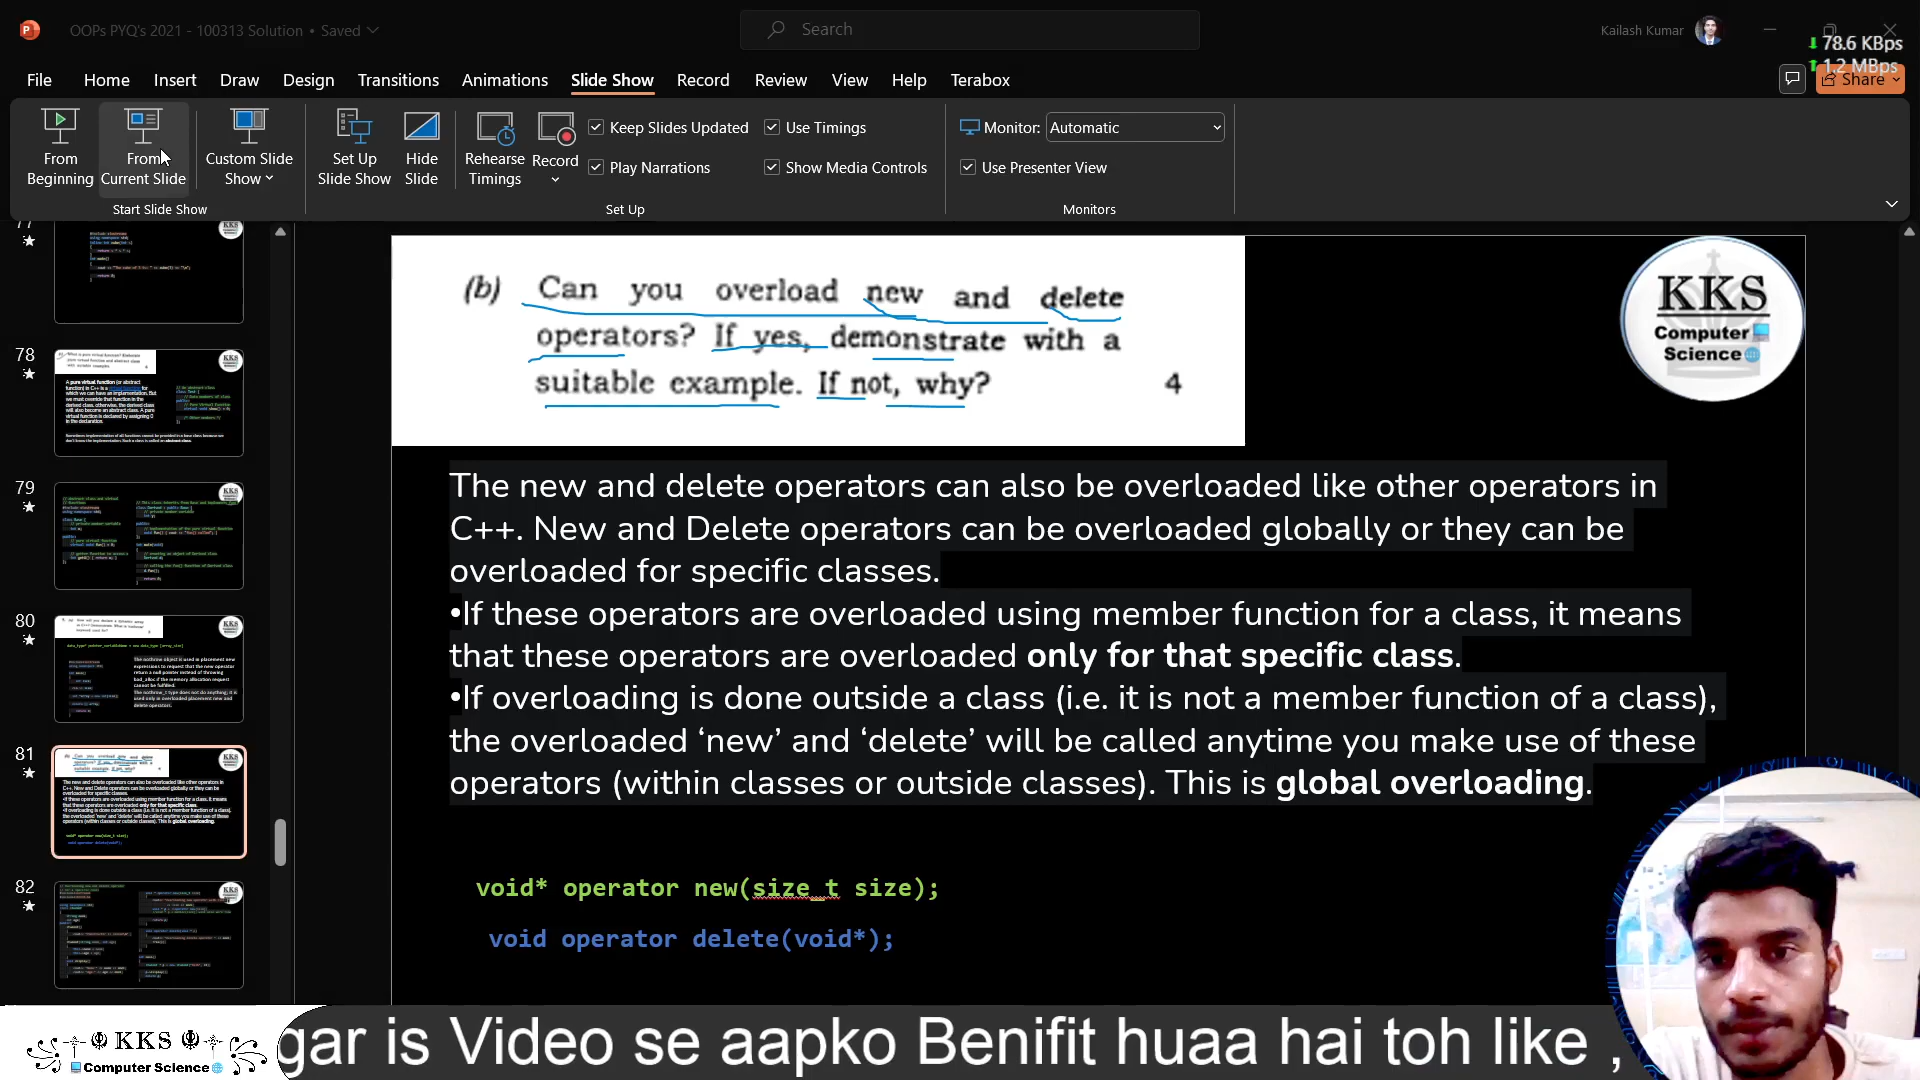 OOPs PYQ's 2021 - 100313 Solution • Saved
Search
Kailash Kumar
78.6 KBps
1.2 MBps
File Home Insert Draw Design Transitions Animations Slide Show Record Review View Help Terabox
Share
From Beginning
From Current Slide
Custom Slide Show
Set Up Slide Show
Hide Slide
Rehearse Timings
Record
Keep Slides Updated
Use Timings
Play Narrations
Show Media Controls
Monitor: Automatic
Use Presenter View
Start Slide Show
Set Up
Monitors
77
78
79
80
81
82
(b) Can you overload new and delete
operators? If yes, demonstrate with a
suitable example. If not, why?
4
KKS
Computer
Science
The new and delete operators can also be overloaded like other operators in
C++. New and Delete operators can be overloaded globally or they can be
overloaded for specific classes.
•If these operators are overloaded using member function for a class, it means
that these operators are overloaded only for that specific class.
•If overloading is done outside a class (i.e. it is not a member function of a class),
the overloaded ‘new’ and ‘delete’ will be called anytime you make use of these
operators (within classes or outside classes). This is global overloading.
void* operator new(size_t size);
void operator delete(void*);
KKS
Computer Science
gar is Video se aapko Benifit huaa hai toh like ,